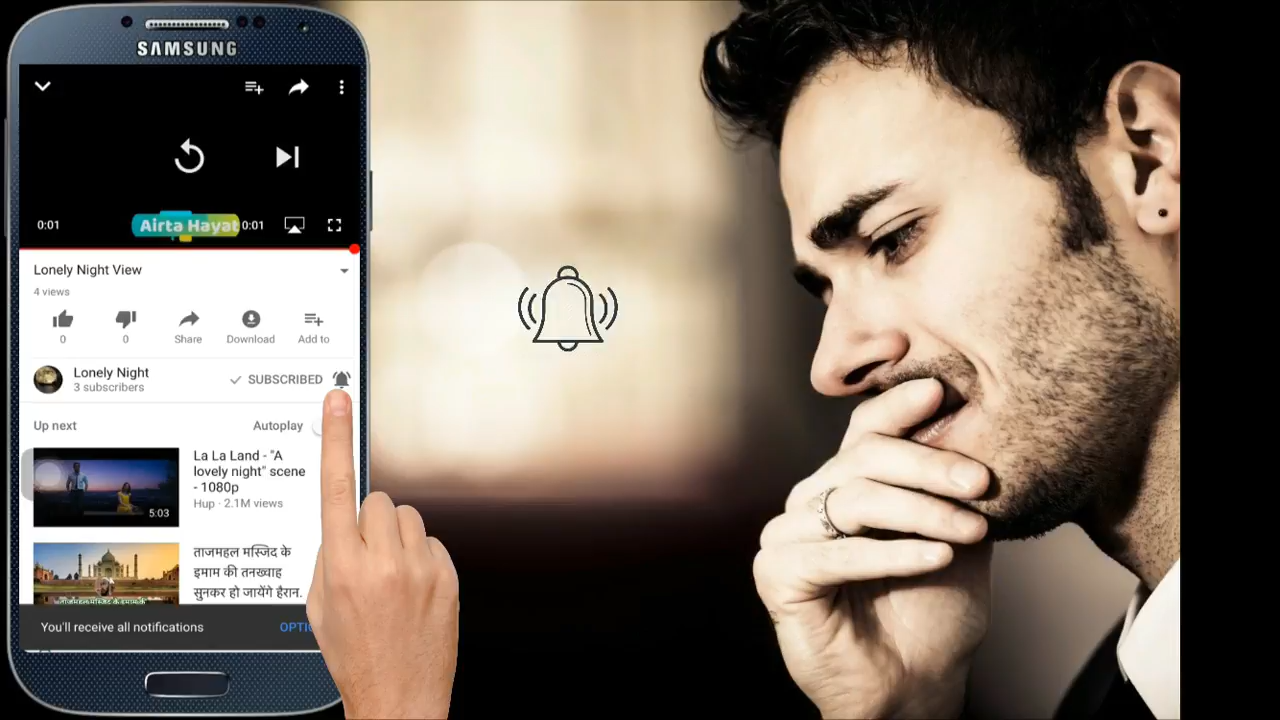 SAMSUNG
0:01
Airta Hayat
0:01
Lonely Night View
4 views
0
0
Share
Download
Add to
Lonely Night
3 subscribers
SUBSCRIBED
Up next
Autoplay
La La Land - "A
lovely night" scene
- 1080p
Hup · 2.1M views
5:03
ताजमहल मस्जिद के
इमाम की तनख्वाह
सुनकर हो जायेंगे हैरान.
You'll receive all notifications